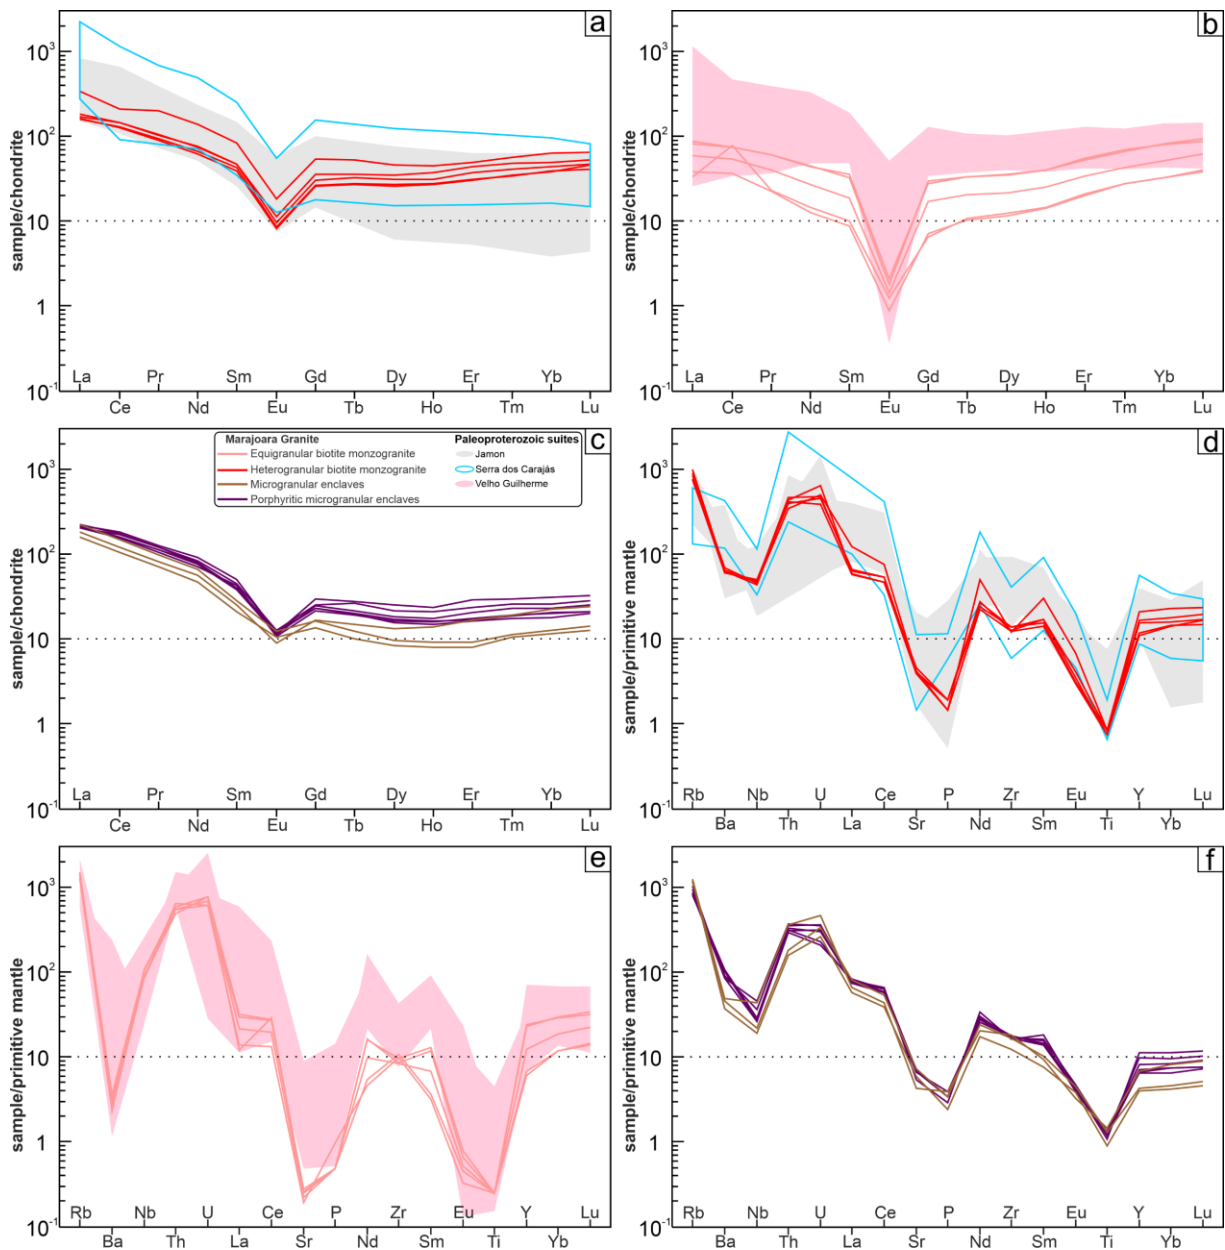 a
sample/chondrite
10³
10²
10
1
10⁻¹
La Pr Sm Gd Dy Er Yb
Ce Nd Eu Tb Ho Tm Lu
b
sample/chondrite
10³
10²
10
1
10⁻¹
La Pr Sm Gd Dy Er Yb
Ce Nd Eu Tb Ho Tm Lu
c
Marajoara Granite
Equigranular biotite monzogranite
Heterogranular biotite monzogranite
Microgranular enclaves
Porphyritic microgranular enclaves
Paleoproterozoic suites
Jamon
Serra dos Carajás
Velho Guilherme
sample/chondrite
10³
10²
10
1
10⁻¹
La Pr Sm Gd Dy Er Yb
Ce Nd Eu Tb Ho Tm Lu
d
sample/primitive mantle
10³
10²
10
1
10⁻¹
Rb Nb U Ce P Zr Eu Y Lu
Ba Th La Sr Nd Sm Ti Yb
e
sample/primitive mantle
10³
10²
10
1
10⁻¹
Rb Nb U Ce P Zr Eu Y Lu
Ba Th La Sr Nd Sm Ti Yb
f
sample/primitive mantle
10³
10²
10
1
10⁻¹
Rb Nb U Ce P Zr Eu Y Lu
Ba Th La Sr Nd Sm Ti Yb